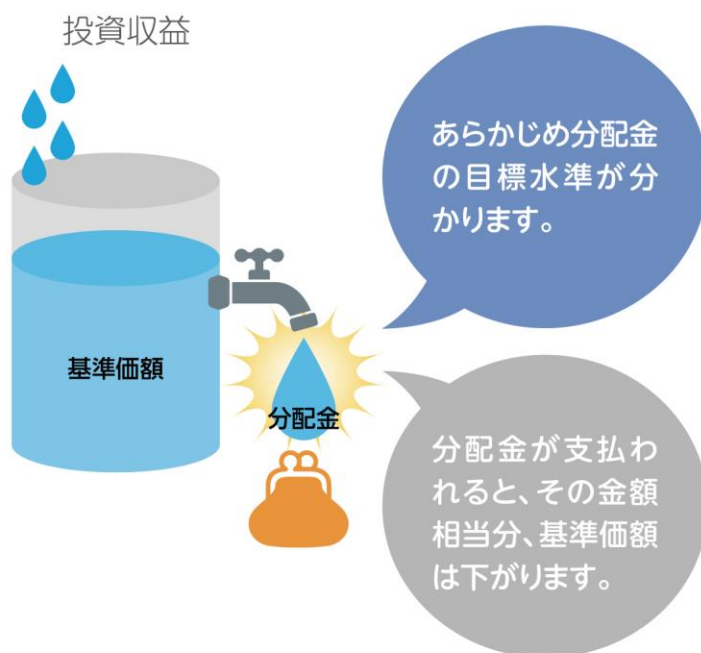 投資収益
あらかじめ分配金
の目標水準が分
かります。
基準価額
分配金
分配金が支払わ
れると、その金額
相当分、基準価額
は下がります。